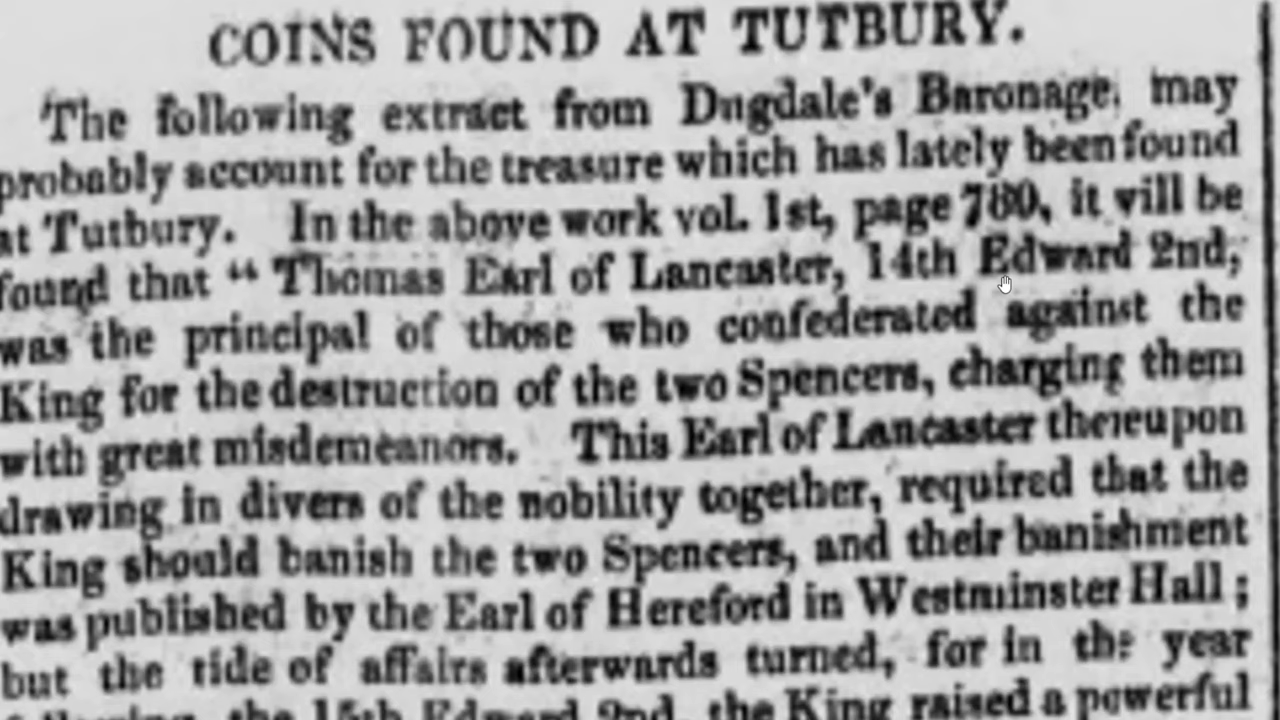 COINS FOUND AT TUTBURY.
The following extract from Dugdale's Baronage, may
probably account for the treasure which has lately been found
at Tutbury. In the above work vol. 1st, page 780, it will be
found that “ Thomas Earl of Lancaster, 14th Edward 2nd,
was the principal of those who confederated against the
King for the destruction of the two Spencers, charging them
with great misdemeanors. This Earl of Lancaster thereupon
drawing in divers of the nobility together, required that the
King should banish the two Spencers, and their banishment
was published by the Earl of Hereford in Westminster Hall ;
but the tide of affairs afterwards turned, for in the year
the 15th Edward 2nd, the King raised a powerful